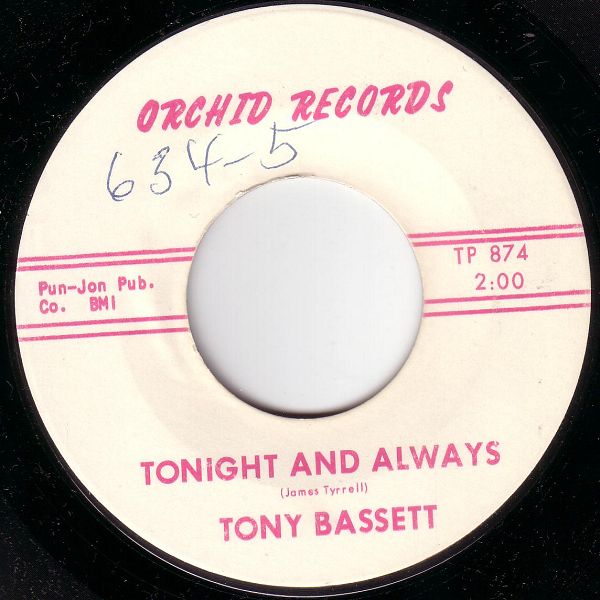 ORCHID RECORDS
634-5
Pun-Jon Pub.
Co. BMI
TP 874
2:00
TONIGHT AND ALWAYS
(James Tyrrell)
TONY BASSETT